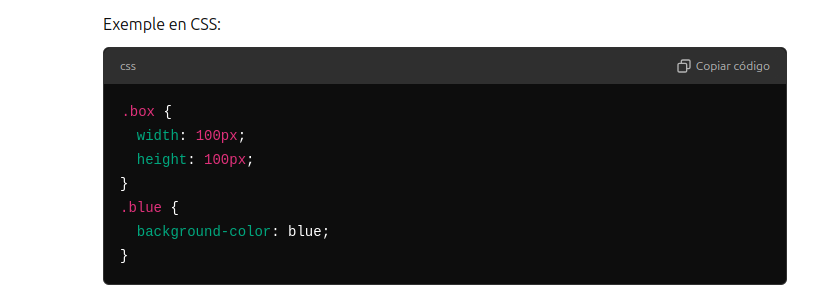 Exemple en CSS:
css
Copiar código
.box {
  width: 100px;
  height: 100px;
}
.blue {
  background-color: blue;
}